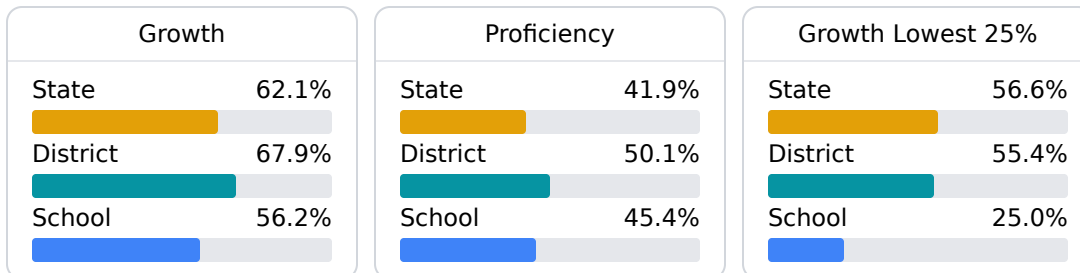 Growth
State 62.1%
District 67.9%
School 56.2%
Proficiency
State 41.9%
District 50.1%
School 45.4%
Growth Lowest 25%
State 56.6%
District 55.4%
School 25.0%